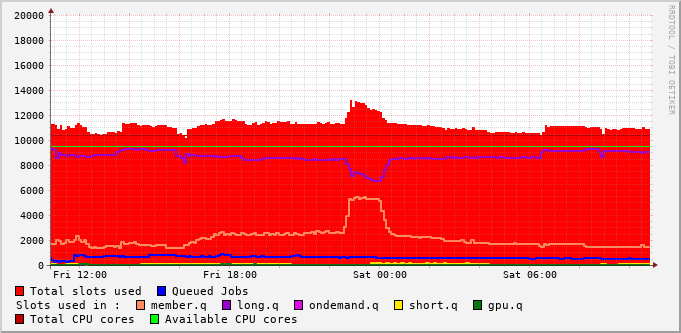 20000
18000
16000
14000
12000
10000
8000
6000
4000
2000
0
Fri 12:00 Fri 18:00 Sat 00:00 Sat 06:00
RRDTOOL / TOBI OETIKER
Total slots used Queued Jobs
Slots used in : member.q long.q ondemand.q short.q gpu.q
Total CPU cores Available CPU cores